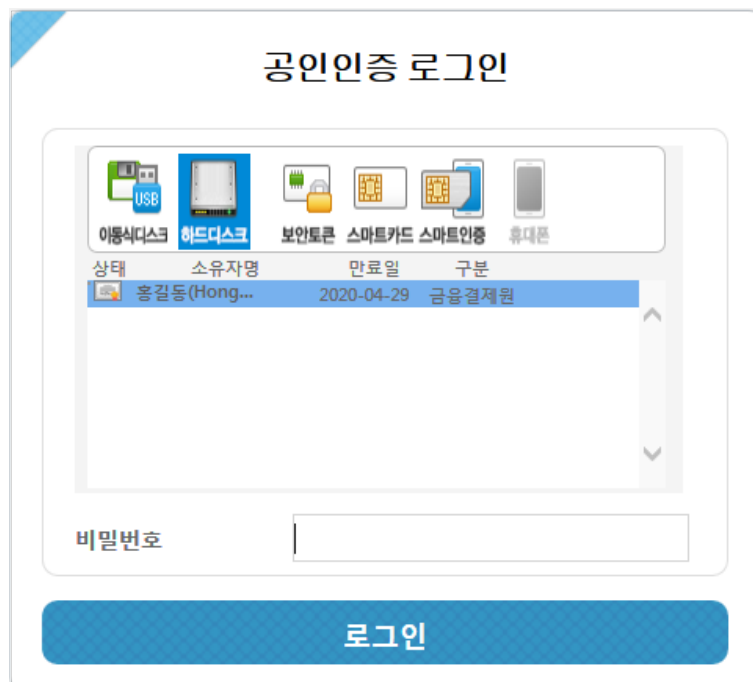 공인인증 로그인
USB
이동식디스크 하드디스크 보안토큰 스마트카드 스마트인증 휴대폰
상태 소유자명 만료일 구분
홍길동(Hong... 2020-04-29 금융결제원
비밀번호
로그인